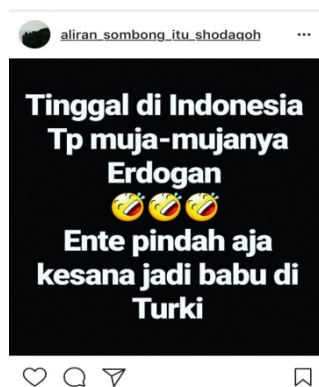 aliran_sombong_itu_shodaqoh
Tinggal di Indonesia
Tp muja-mujanya
Erdogan
🤣🤣🤣
Ente pindah aja
kesana jadi babu di
Turki